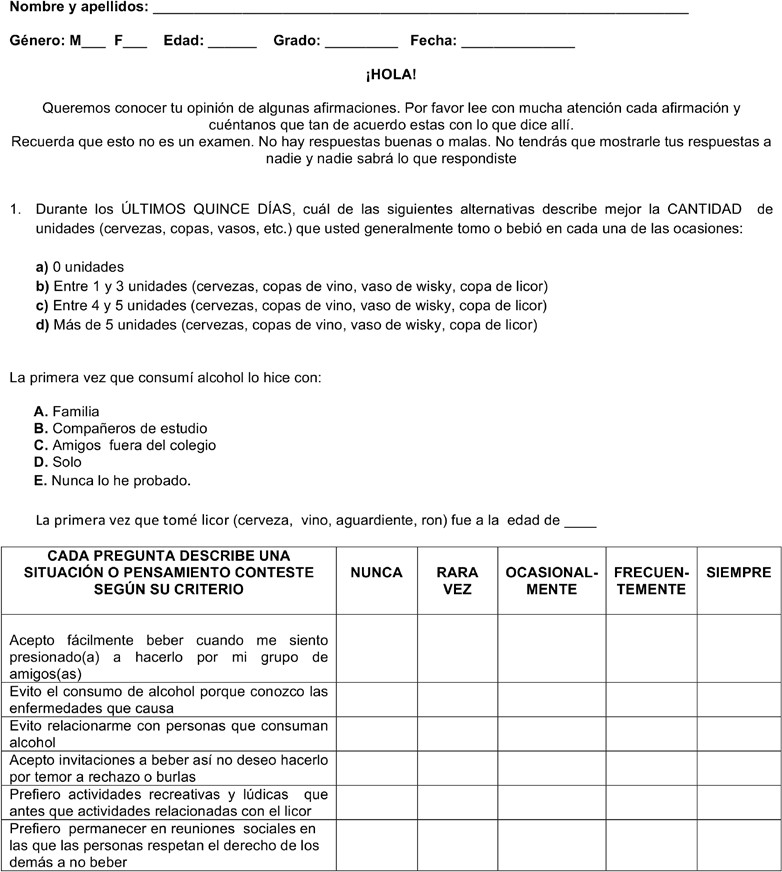 Nombre y apellidos: ____________________________________________________________________
Género: M___ F___ Edad: ______ Grado: _________ Fecha: ______________
¡HOLA!
Queremos conocer tu opinión de algunas afirmaciones. Por favor lee con mucha atención cada afirmación y
cuéntanos que tan de acuerdo estas con lo que dice allí.
Recuerda que esto no es un examen. No hay respuestas buenas o malas. No tendrás que mostrarle tus respuestas a
nadie y nadie sabrá lo que respondiste
1. Durante los ÚLTIMOS QUINCE DÍAS, cuál de las siguientes alternativas describe mejor la CANTIDAD de
unidades (cervezas, copas, vasos, etc.) que usted generalmente tomo o bebió en cada una de las ocasiones:
a) 0 unidades
b) Entre 1 y 3 unidades (cervezas, copas de vino, vaso de wisky, copa de licor)
c) Entre 4 y 5 unidades (cervezas, copas de vino, vaso de wisky, copa de licor)
d) Más de 5 unidades (cervezas, copas de vino, vaso de wisky, copa de licor)
La primera vez que consumí alcohol lo hice con:
A. Familia
B. Compañeros de estudio
C. Amigos fuera del colegio
D. Solo
E. Nunca lo he probado.
La primera vez que tomé licor (cerveza, vino, aguardiente, ron) fue a la edad de ____
CADA PREGUNTA DESCRIBE UNA
SITUACIÓN O PENSAMIENTO CONTESTE
SEGÚN SU CRITERIO
NUNCA
RARA
VEZ
OCASIONAL-
MENTE
FRECUEN-
TEMENTE
SIEMPRE
Acepto fácilmente beber cuando me siento
presionado(a) a hacerlo por mi grupo de
amigos(as)
Evito el consumo de alcohol porque conozco las
enfermedades que causa
Evito relacionarme con personas que consuman
alcohol
Acepto invitaciones a beber así no deseo hacerlo
por temor a rechazo o burlas
Prefiero actividades recreativas y lúdicas que
antes que actividades relacionadas con el licor
Prefiero permanecer en reuniones sociales en
las que las personas respetan el derecho de los
demás a no beber